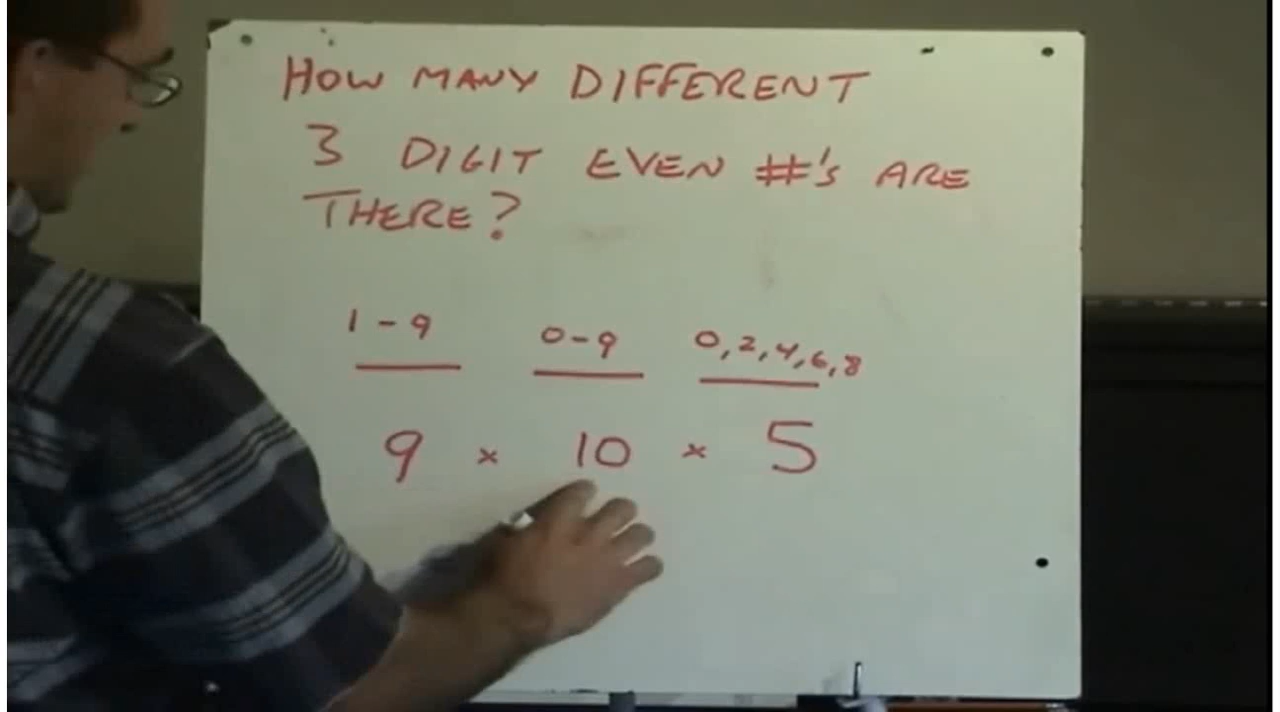 HOW MANY DIFFERENT
3 DIGIT EVEN #'S ARE
THERE?
1-9 0-9 0,2,4,6,8
9 × 10 × 5